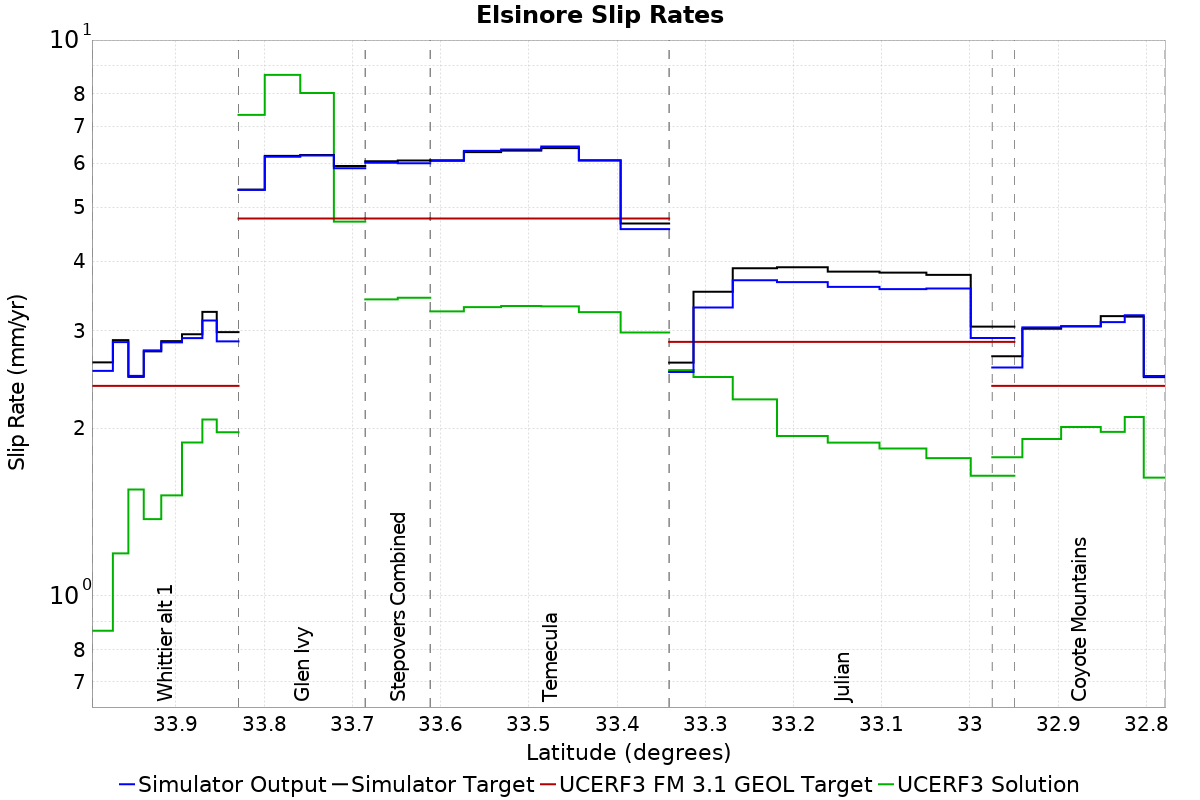 Elsinore Slip Rates
Slip Rate (mm/yr)
10^1
8
7
6
5
4
3
2
10^0
8
7
Whittier alt 1
Glen Ivy
Stepovers Combined
Temecula
Julian
Coyote Mountains
33.9 33.8 33.7 33.6 33.5 33.4 33.3 33.2 33.1 33 32.9 32.8
Latitude (degrees)
Simulator Output Simulator Target UCERF3 FM 3.1 GEOL Target UCERF3 Solution